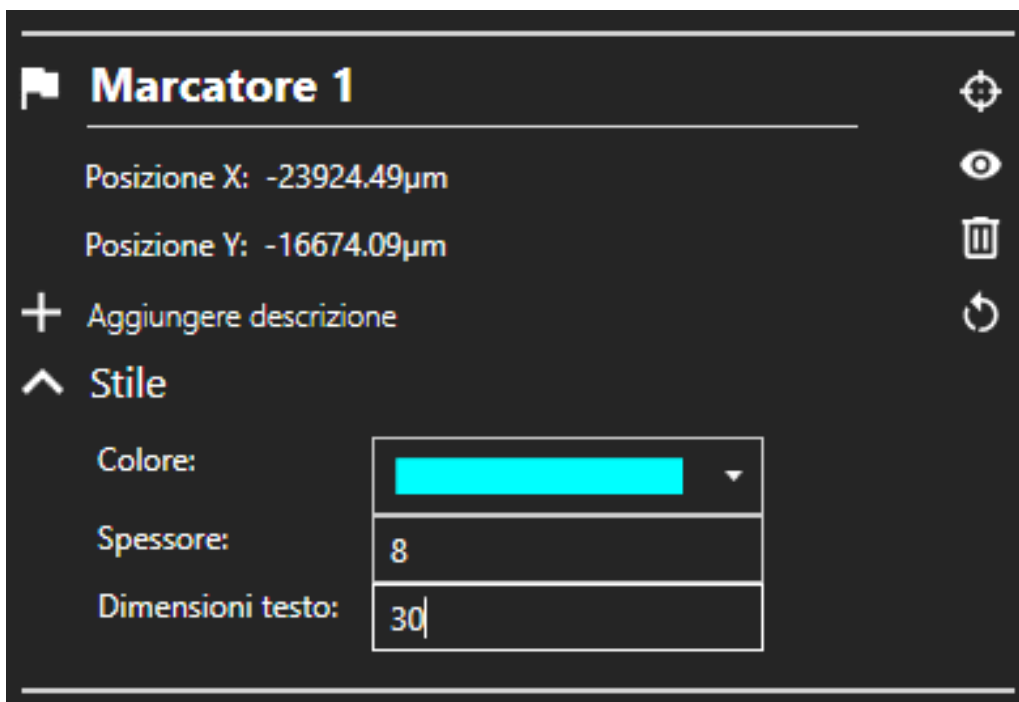 Marcatore 1
Posizione X: -23924.49µm
Posizione Y: -16674.09µm
Aggiungere descrizione
Stile
Colore:
Spessore: 8
Dimensioni testo: 30